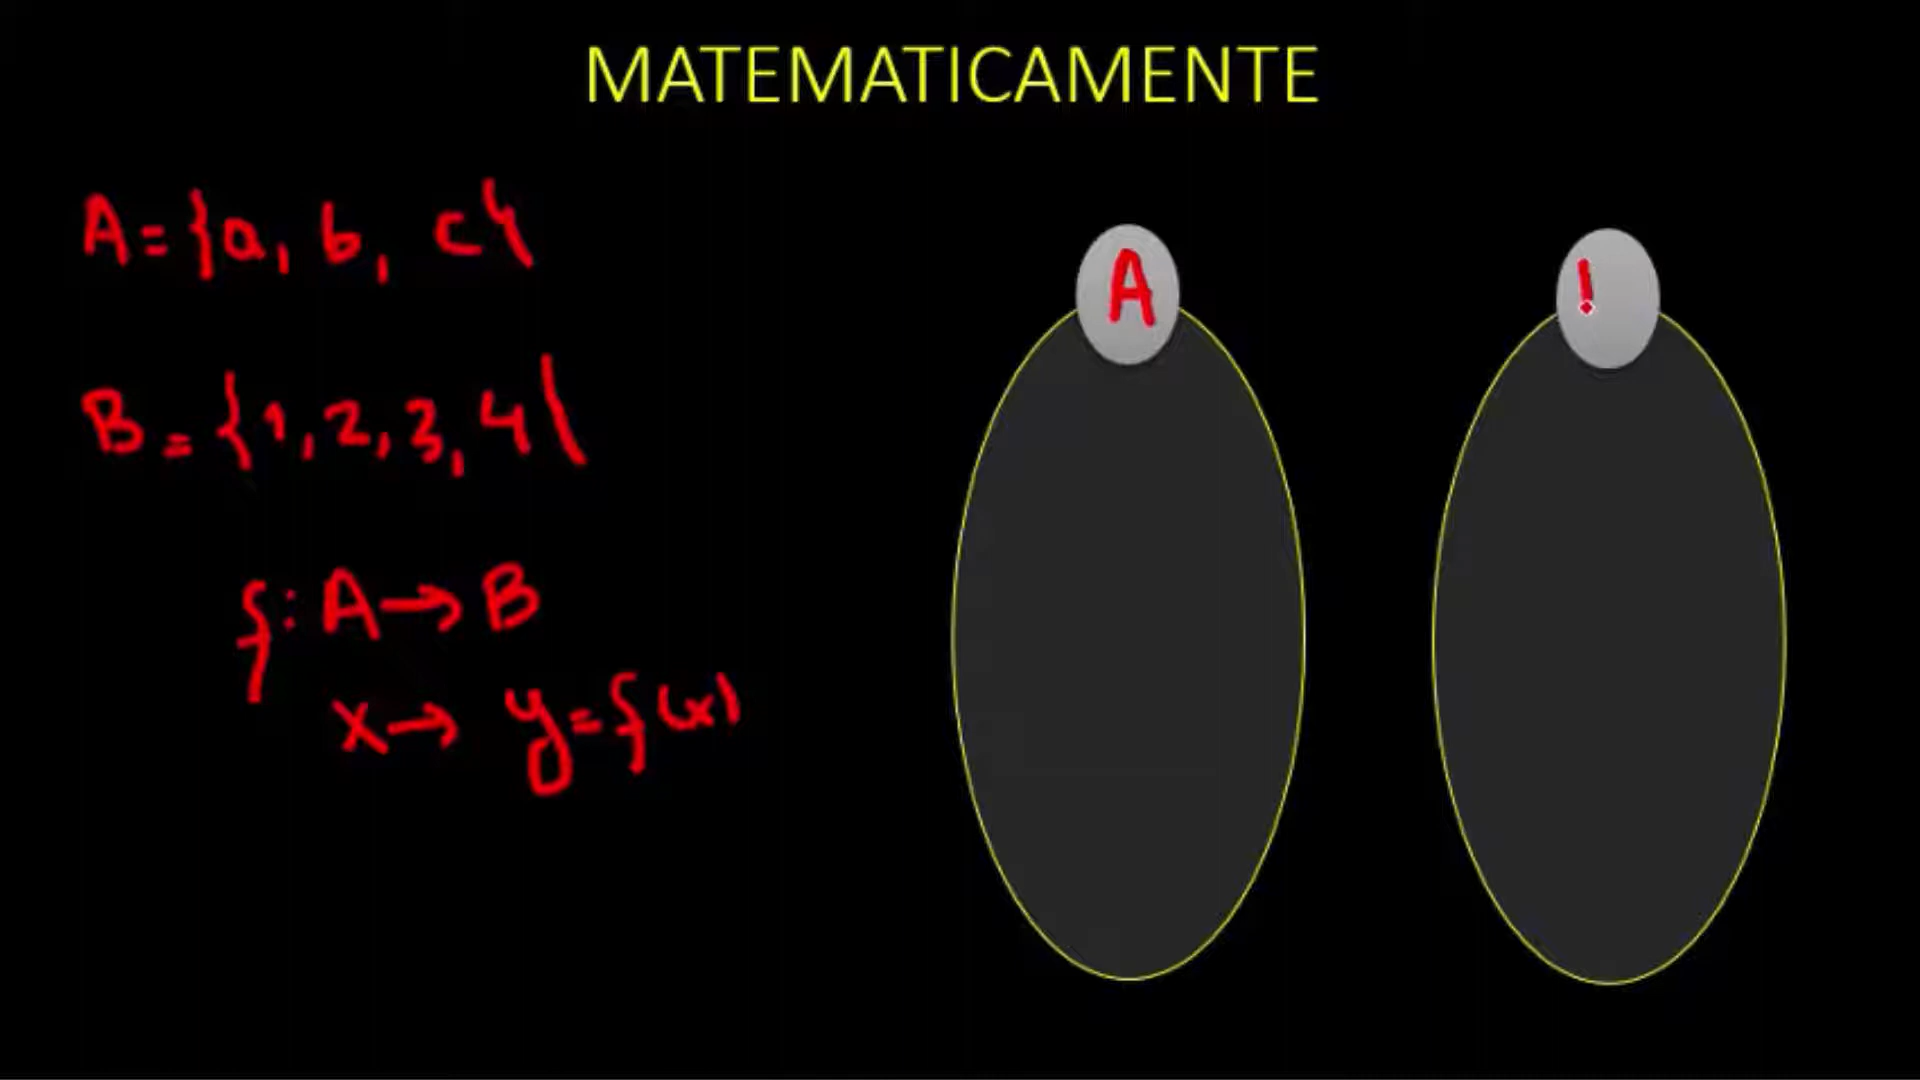 MATEMATICAMENTE
A={a, b, c}
B={1,2,3,4}
f:A→B
x→ y=f(x)
A